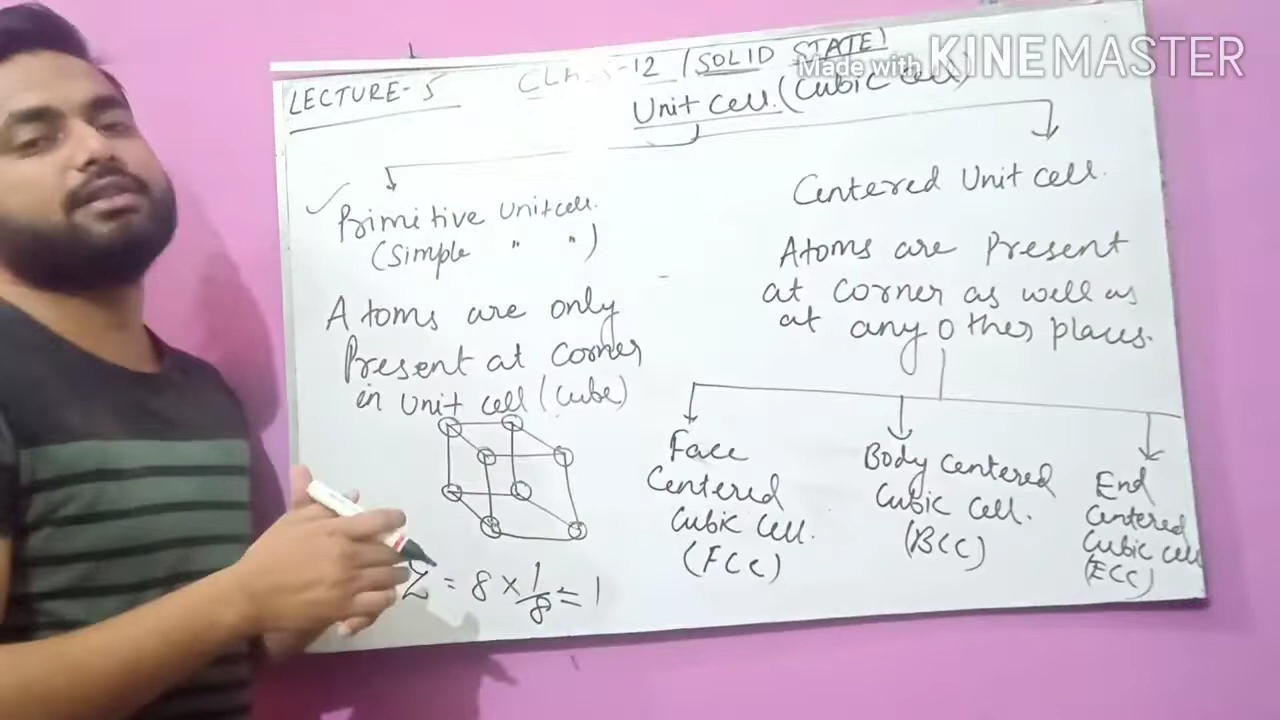 LECTURE-5
CLASS-12 (SOLID STATE)
Made with KINEMASTER
Unit cell. (Cubic cell)
Primitive Unit cell.
(Simple " ")
Atoms are only
Present at Corner
in Unit cell (Cube)
Z = 8 × 1/8 = 1
Centered Unit cell.
Atoms are Present
at Corner as well as
at any other places.
Face
Centered
Cubic Cell.
(FCC)
Body Centered
Cubic Cell.
(BCC)
End
Centered
Cubic cell
(ECC)